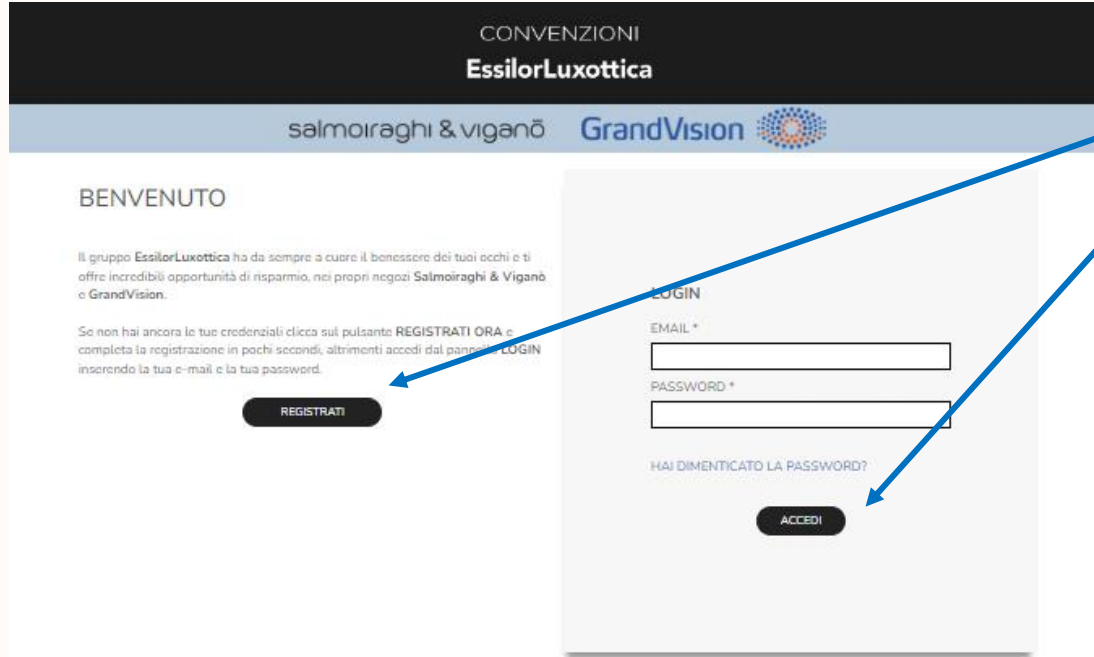 CONVENZIONI
EssilorLuxottica
salmoiraghi & viganò
GrandVision
BENVENUTO
Il gruppo EssilorLuxottica ha da sempre a cuore il benessere dei tuoi occhi e ti
offre incredibili opportunità di risparmio, nei propri negozi Salmoiraghi & Viganò
e GrandVision.
Se non hai ancora le tue credenziali clicca sul pulsante REGISTRATI ORA e
completa la registrazione in pochi secondi, altrimenti accedi dal pannello LOGIN
inserendo la tua e-mail e la tua password.
REGISTRATI
LOGIN
EMAIL *
PASSWORD *
HAI DIMENTICATO LA PASSWORD?
ACCEDI